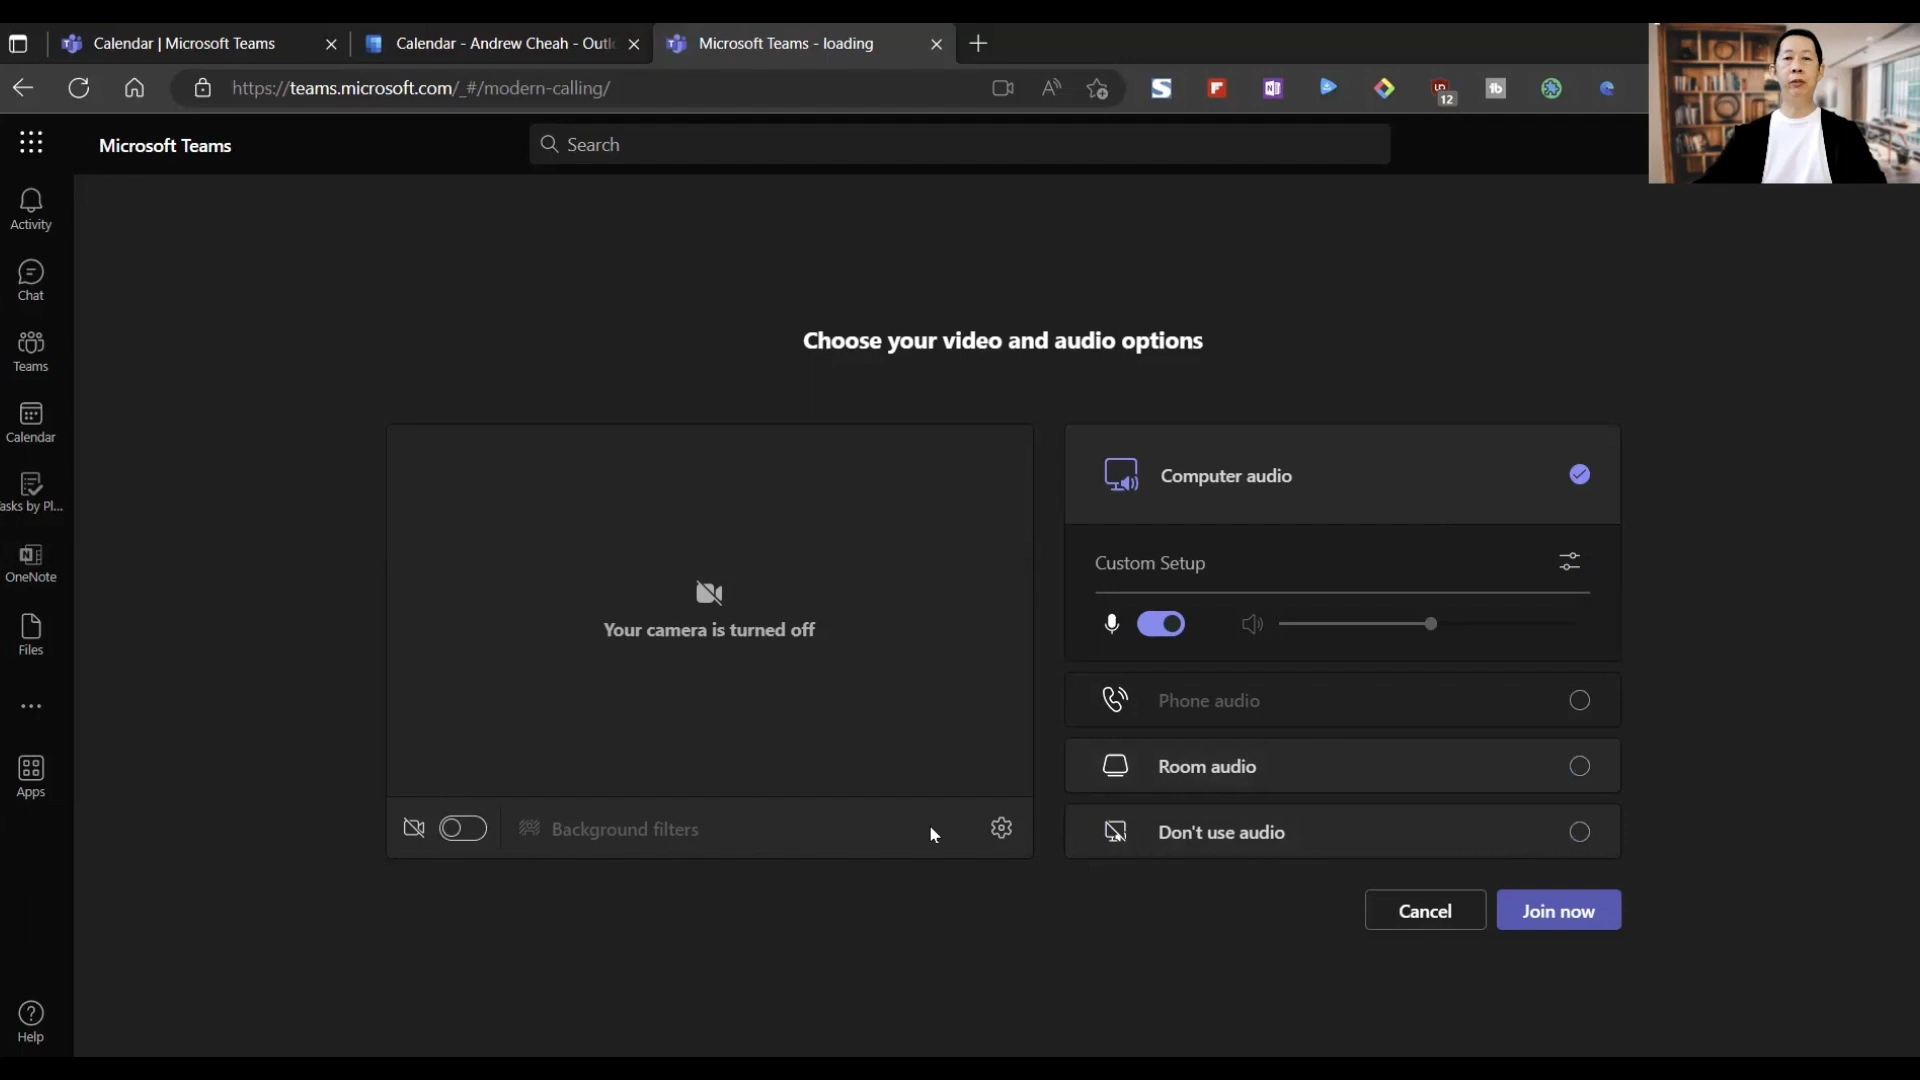 Calendar | Microsoft Teams
Calendar - Andrew Cheah - Outl
Microsoft Teams - loading
https://teams.microsoft.com/_#/modern-calling/
12
Microsoft Teams
Search
Activity
Chat
Teams
Calendar
asks by Pl...
OneNote
Files
Apps
Help
Choose your video and audio options
Your camera is turned off
Background filters
Computer audio
Custom Setup
Phone audio
Room audio
Don't use audio
Cancel
Join now